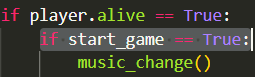 if player.alive == True:
if start_game == True:
music_change()